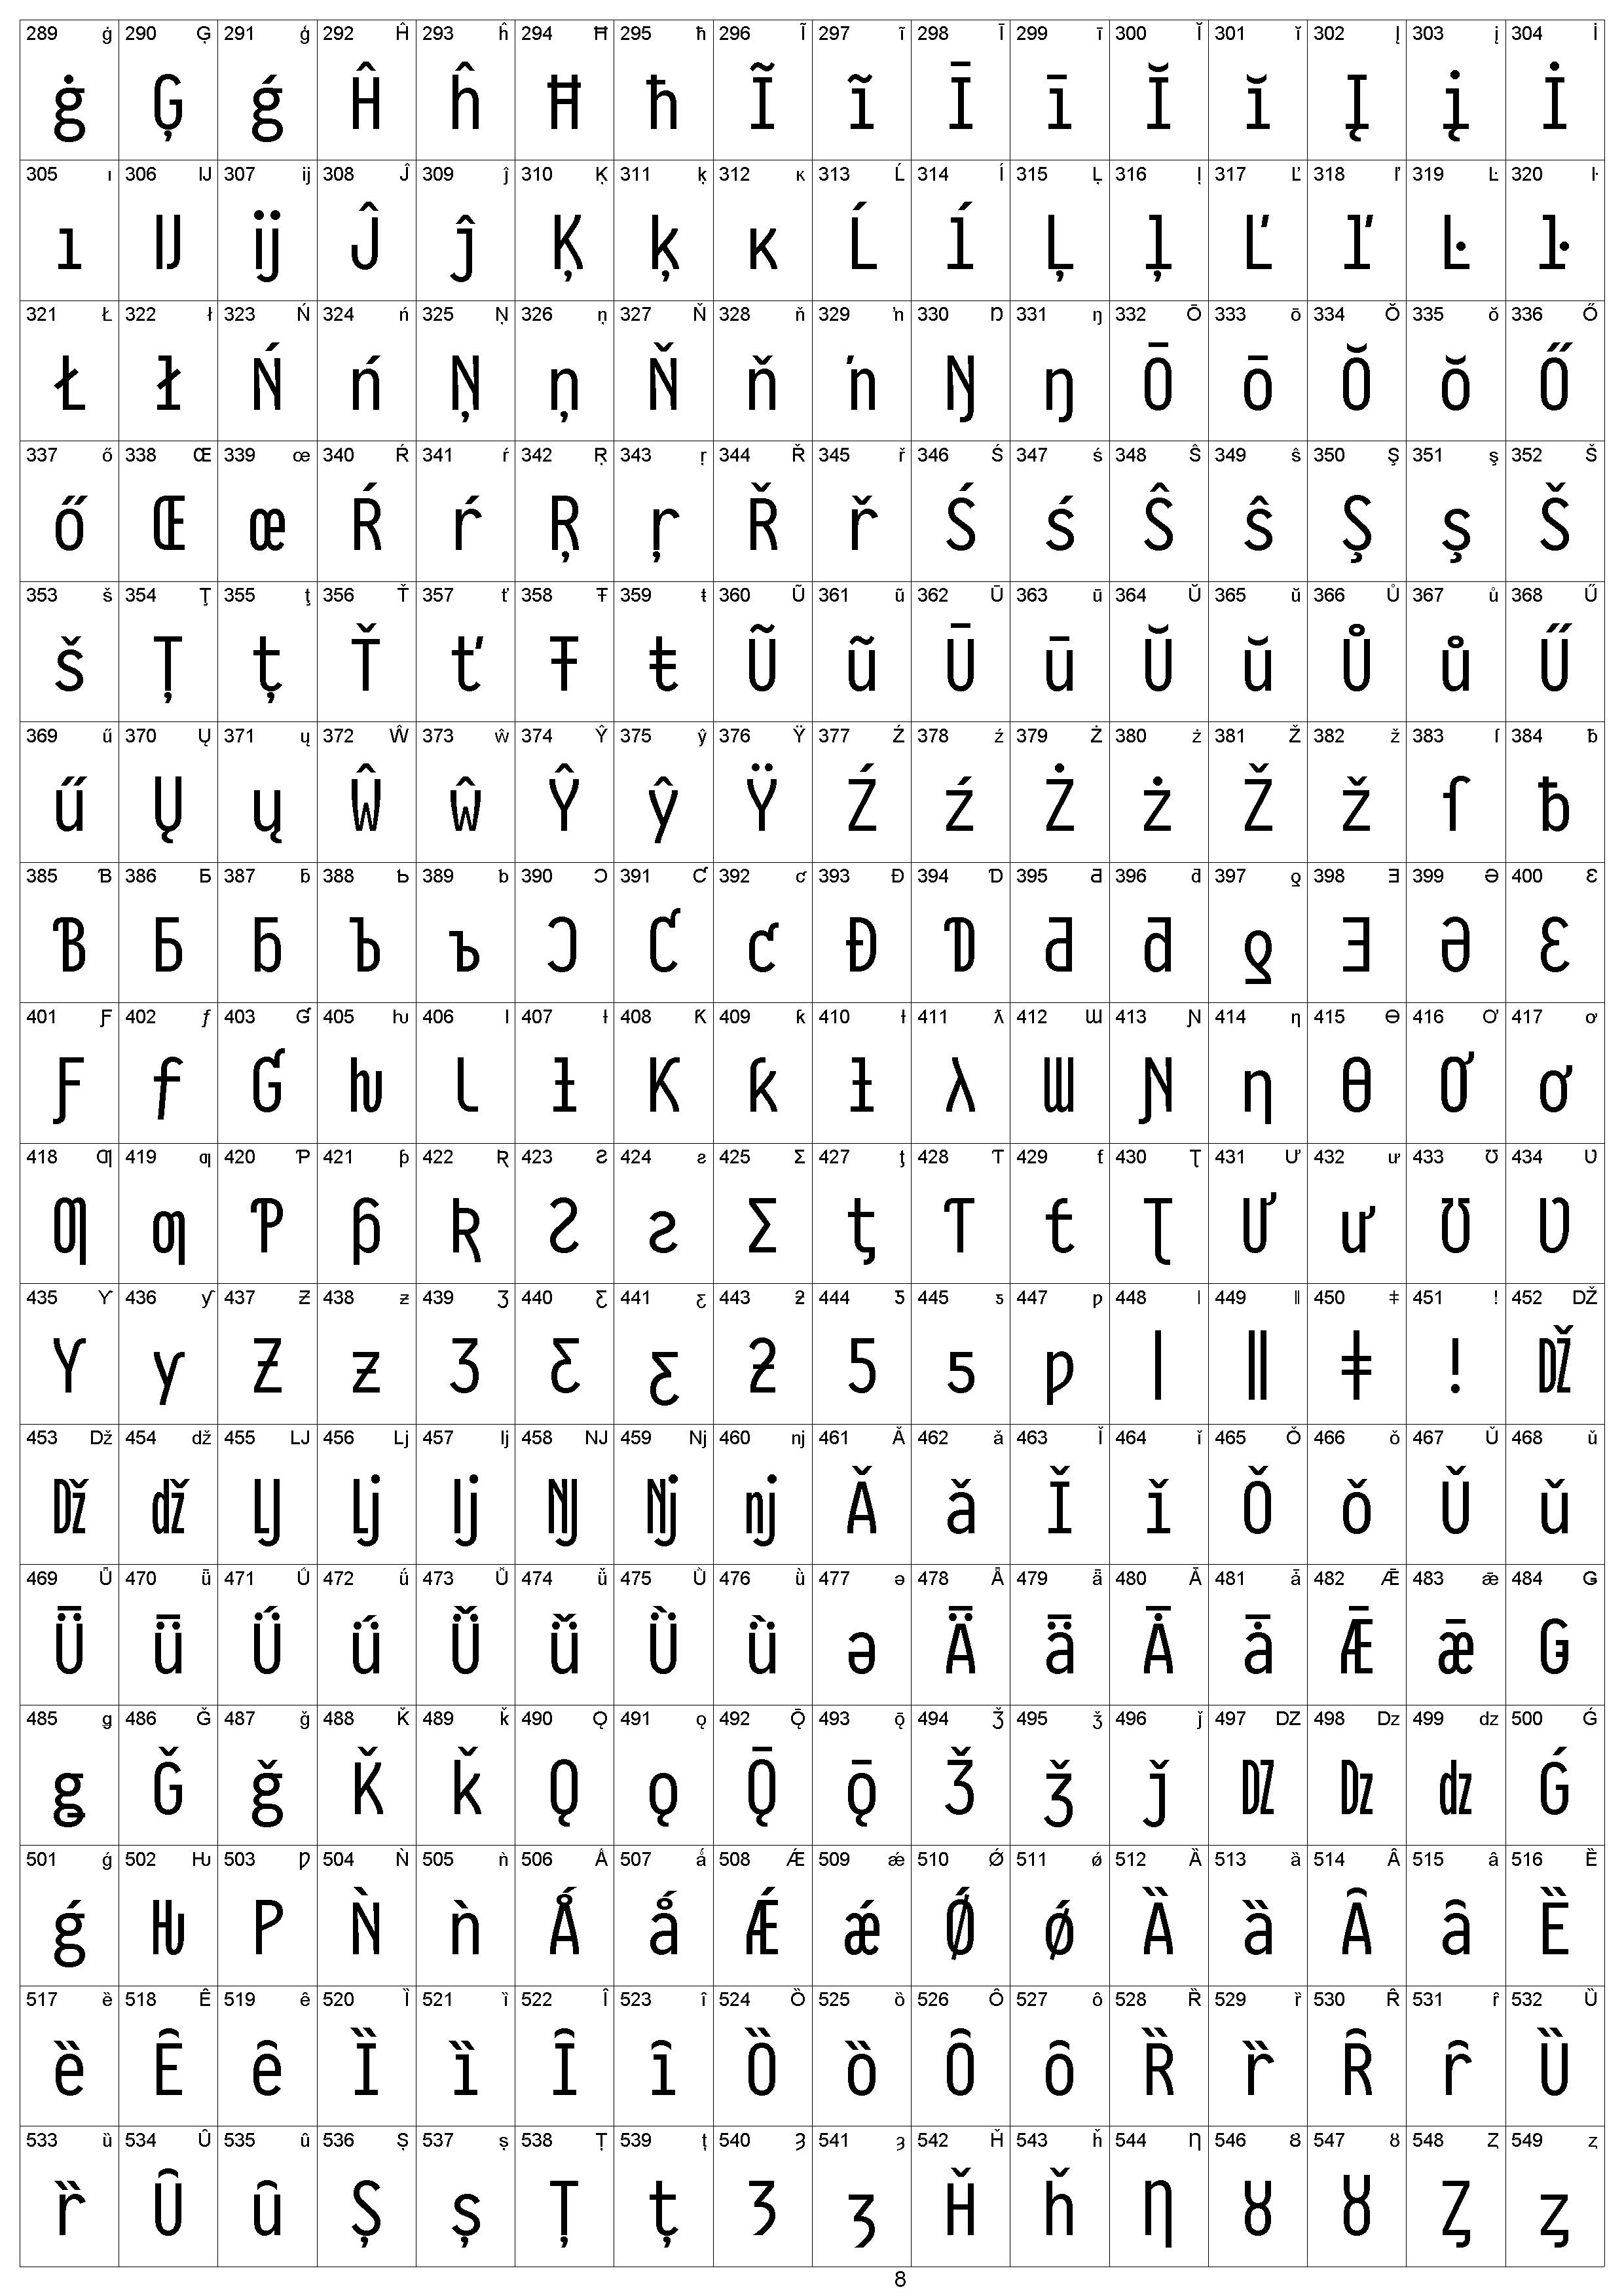 289 ġ 290 Ģ 291 ģ 292 Ĥ 293 ĥ 294 Ħ 295 ħ 296 Ĩ 297 ĩ 298 Ī 299 ī 300 Ĭ 301 ĭ 302 Į 303 į 304 İ
ġ Ģ ģ Ĥ ĥ Ħ ħ Ĩ ĩ Ī ī Ĭ ĭ Į į İ
305 ı 306 Ĳ 307 ĳ 308 Ĵ 309 ĵ 310 Ķ 311 ķ 312 ĸ 313 Ĺ 314 ĺ 315 Ļ 316 ļ 317 Ľ 318 ľ 319 Ŀ 320 ŀ
ı Ĳ ĳ Ĵ ĵ Ķ ķ ĸ Ĺ ĺ Ļ ļ Ľ ľ Ŀ ŀ
321 Ł 322 ł 323 Ń 324 ń 325 Ņ 326 ņ 327 Ň 328 ň 329 ŉ 330 Ŋ 331 ŋ 332 Ō 333 ō 334 Ŏ 335 ŏ 336 Ő
Ł ł Ń ń Ņ ņ Ň ň ŉ Ŋ ŋ Ō ō Ŏ ŏ Ő
337 ő 338 Œ 339 œ 340 Ŕ 341 ŕ 342 Ŗ 343 ŗ 344 Ř 345 ř 346 Ś 347 ś 348 Ŝ 349 ŝ 350 Ş 351 ş 352 Š
ő Œ œ Ŕ ŕ Ŗ ŗ Ř ř Ś ś Ŝ ŝ Ş ş Š
353 š 354 Ţ 355 ţ 356 Ť 357 ť 358 Ŧ 359 ŧ 360 Ũ 361 ũ 362 Ū 363 ū 364 Ŭ 365 ŭ 366 Ů 367 ů 368 Ű
š Ţ ţ Ť ť Ŧ ŧ Ũ ũ Ū ū Ŭ ŭ Ů ů Ű
369 ű 370 Ų 371 ų 372 Ŵ 373 ŵ 374 Ŷ 375 ŷ 376 Ÿ 377 Ź 378 ź 379 Ż 380 ż 381 Ž 382 ž 383 ſ 384 ƀ
ű Ų ų Ŵ ŵ Ŷ ŷ Ÿ Ź ź Ż ż Ž ž ſ ƀ
385 Ɓ 386 Ƃ 387 ƃ 388 Ƅ 389 ƅ 390 Ɔ 391 Ƈ 392 ƈ 393 Ɖ 394 Ɗ 395 Ƌ 396 ƌ 397 ƍ 398 Ǝ 399 Ə 400 Ɛ
Ɓ Ƃ ƃ Ƅ ƅ Ɔ Ƈ ƈ Ɖ Ɗ Ƌ ƌ ƍ Ǝ Ə Ɛ
401 Ƒ 402 ƒ 403 Ɠ 405 ƕ 406 Ɩ 407 Ɨ 408 Ƙ 409 ƙ 410 ƚ 411 ƛ 412 Ɯ 413 Ɲ 414 ƞ 415 Ɵ 416 Ơ 417 ơ
Ƒ ƒ Ɠ ƕ Ɩ Ɨ Ƙ ƙ ƚ ƛ Ɯ Ɲ ƞ Ɵ Ơ ơ
418 Ƣ 419 ƣ 420 Ƥ 421 ƥ 422 Ʀ 423 Ƨ 424 ƨ 425 Ʃ 427 ƫ 428 Ƭ 429 ƭ 430 Ʈ 431 Ư 432 ư 433 Ʊ 434 Ʋ
Ƣ ƣ Ƥ ƥ Ʀ Ƨ ƨ Ʃ ƫ Ƭ ƭ Ʈ Ư ư Ʊ Ʋ
435 Ƴ 436 ƴ 437 Ƶ 438 ƶ 439 Ʒ 440 Ƹ 441 ƹ 443 ƻ 444 Ƽ 445 ƽ 447 ƿ 448 ǀ 449 ǁ 450 ǂ 451 ǃ 452 Ǆ
Ƴ ƴ Ƶ ƶ Ʒ Ƹ ƹ ƻ Ƽ ƽ ƿ ǀ ǁ ǂ ǃ Ǆ
453 ǅ 454 ǆ 455 Ǉ 456 ǈ 457 ǉ 458 Ǌ 459 ǋ 460 ǌ 461 Ǎ 462 ǎ 463 Ǐ 464 ǐ 465 Ǒ 466 ǒ 467 Ǔ 468 ǔ
ǅ ǆ Ǉ ǈ ǉ Ǌ ǋ ǌ Ǎ ǎ Ǐ ǐ Ǒ ǒ Ǔ ǔ
469 Ǖ 470 ǖ 471 Ǘ 472 ǘ 473 Ǚ 474 ǚ 475 Ǜ 476 ǜ 477 ǝ 478 Ǟ 479 ǟ 480 Ǡ 481 ǡ 482 Ǣ 483 ǣ 484 Ǥ
Ǖ ǖ Ǘ ǘ Ǚ ǚ Ǜ ǜ ǝ Ǟ ǟ Ǡ ǡ Ǣ ǣ Ǥ
485 ǥ 486 Ǧ 487 ǧ 488 Ǩ 489 ǩ 490 Ǫ 491 ǫ 492 Ǭ 493 ǭ 494 Ǯ 495 ǯ 496 ǰ 497 Ǳ 498 ǲ 499 ǳ 500 Ǵ
ǥ Ǧ ǧ Ǩ ǩ Ǫ ǫ Ǭ ǭ Ǯ ǯ ǰ Ǳ ǲ ǳ Ǵ
501 ǵ 502 Ƕ 503 Ƿ 504 Ǹ 505 ǹ 506 Ǻ 507 ǻ 508 Ǽ 509 ǽ 510 Ǿ 511 ǿ 512 Ȁ 513 ȁ 514 Ȃ 515 ȃ 516 Ȅ
ǵ Ƕ Ƿ Ǹ ǹ Ǻ ǻ Ǽ ǽ Ǿ ǿ Ȁ ȁ Ȃ ȃ Ȅ
517 ȅ 518 Ȇ 519 ȇ 520 Ȉ 521 ȉ 522 Ȋ 523 ȋ 524 Ȍ 525 ȍ 526 Ȏ 527 ȏ 528 Ȑ 529 ȑ 530 Ȓ 531 ȓ 532 Ȕ
ȅ Ȇ ȇ Ȉ ȉ Ȋ ȋ Ȍ ȍ Ȏ ȏ Ȑ ȑ Ȓ ȓ Ȕ
533 ȕ 534 Ȗ 535 ȗ 536 Ș 537 ș 538 Ț 539 ț 540 Ȝ 541 ȝ 542 Ȟ 543 ȟ 544 Ƞ 546 Ȣ 547 ȣ 548 Ȥ 549 ȥ
ȑ Ȗ ȗ Ș ș Ț ț Ȝ ȝ Ȟ ȟ Ƞ Ȣ ȣ Ȥ ȥ
8